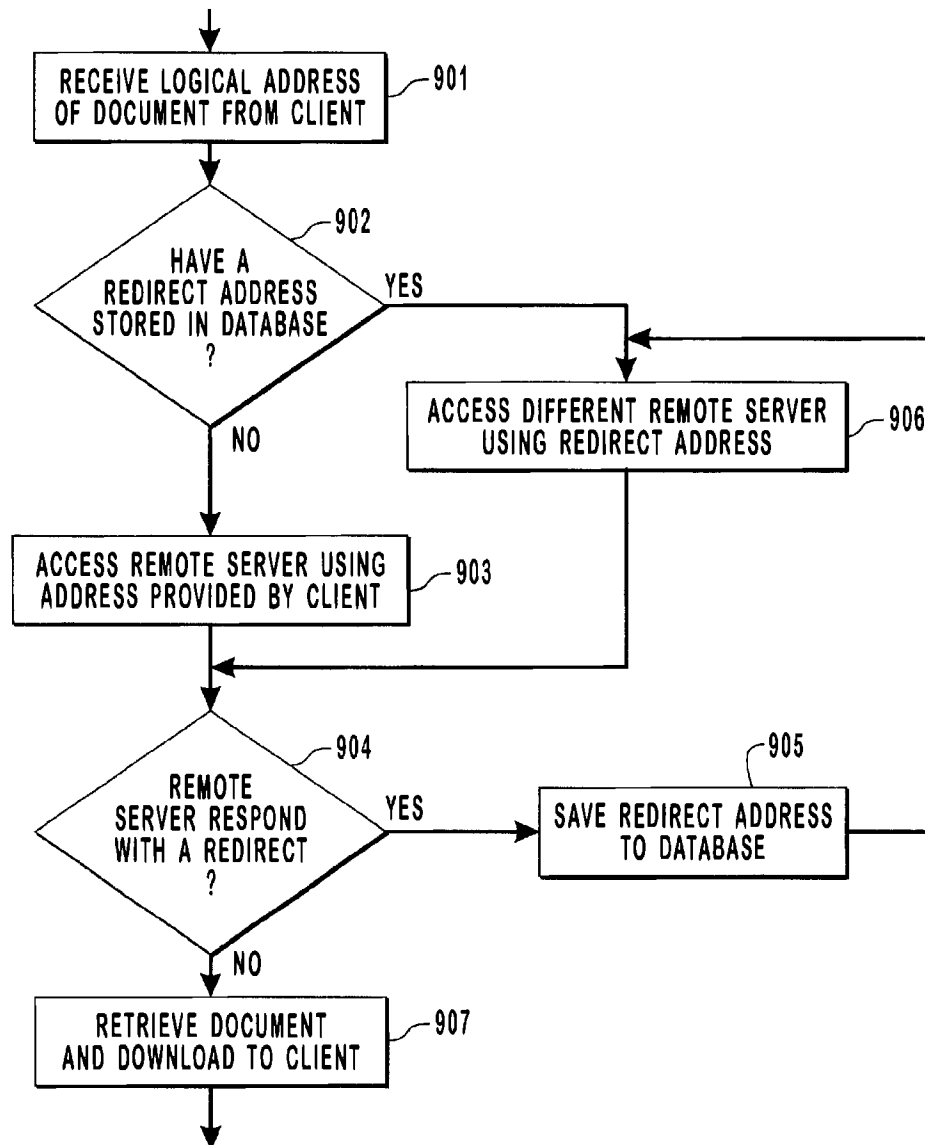 RECEIVE LOGICAL ADDRESS
OF DOCUMENT FROM CLIENT
901
902
HAVE A
REDIRECT ADDRESS
STORED IN DATABASE
?
YES
NO
ACCESS DIFFERENT REMOTE SERVER
USING REDIRECT ADDRESS
906
ACCESS REMOTE SERVER USING
ADDRESS PROVIDED BY CLIENT
903
904
REMOTE
SERVER RESPOND
WITH A REDIRECT
?
YES
NO
905
SAVE REDIRECT ADDRESS
TO DATABASE
RETRIEVE DOCUMENT
AND DOWNLOAD TO CLIENT
907